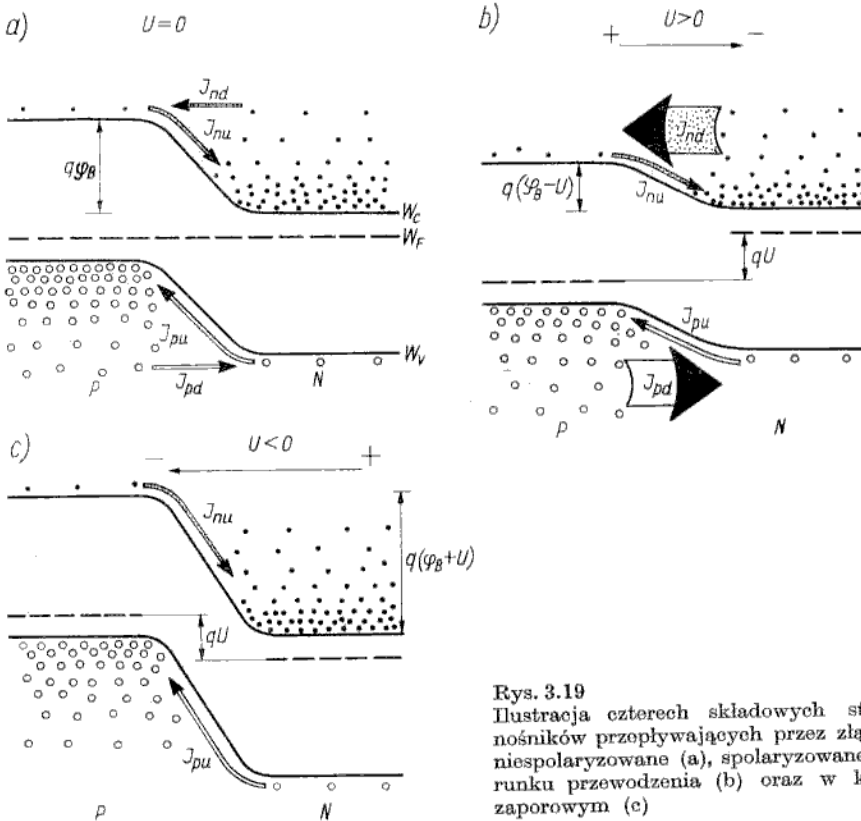 a)
U=0
J_nd
J_nu
qφ_B
W_C
W_F
J_pu
J_pd
W_V
P
N
b)
U>0
+ −
J_nd
q(φ_B−U)
J_nu
qU
J_pu
J_pd
P
N
c)
U<0
− +
J_nu
q(φ_B+U)
qU
J_pu
P
N
Rys. 3.19
Ilustracja czterech składowych
nośników przepływających przez
niespolaryzowane (a), spolaryzowane
runku przewodzenia (b) oraz w
zaporowym (c)